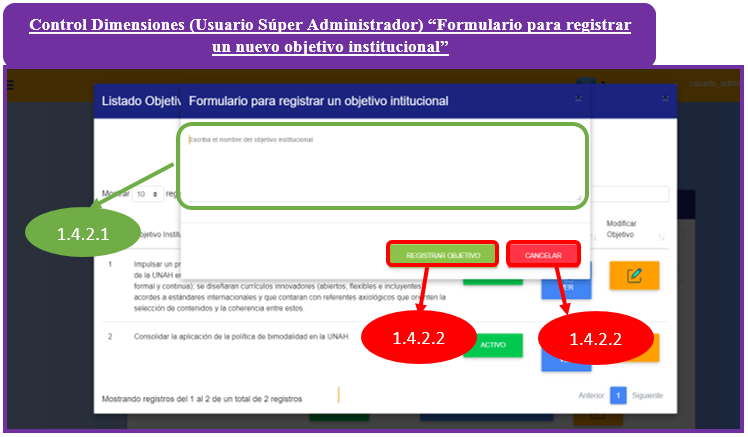 Control Dimensiones (Usuario Súper Administrador) “Formulario para registrar
un nuevo objetivo institucional”
usuario_admi
Listado Objetiv
Formulario para registrar un objetivo intitucional
Escriba el nombre del objetivo institucional
Mostrar 10 regi
1.4.2.1
objetivo Institu
Modificar
Objetivo
REGISTRAR OBJETIVO
CANCELAR
1 Impulsar un pr
de la UNAH en
formal y continua), se diseñaran currículos innovadores (abiertos, flexibles e incluyentes
acordes a estándares internacionales y que contaran con referentes axiológicos que orienten la
selección de contenidos y la coherencia entre estos.
VER
1.4.2.2
1.4.2.2
2 Consolidar la aplicación de la política de bimodalidad en la UNAH.
ACTIVO
Mostrando registros del 1 al 2 de un total de 2 registros
Anterior 1 Siguiente